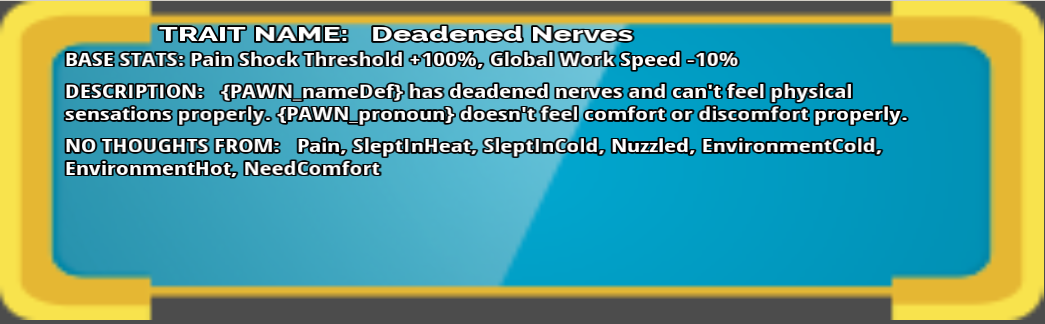 TRAIT NAME: Deadened Nerves
BASE STATS: Pain Shock Threshold +100%, Global Work Speed -10%
DESCRIPTION: {PAWN_nameDef} has deadened nerves and can't feel physical
sensations properly. {PAWN_pronoun} doesn't feel comfort or discomfort properly.
NO THOUGHTS FROM: Pain, SleptInHeat, SleptInCold, Nuzzled, EnvironmentCold,
EnvironmentHot, NeedComfort